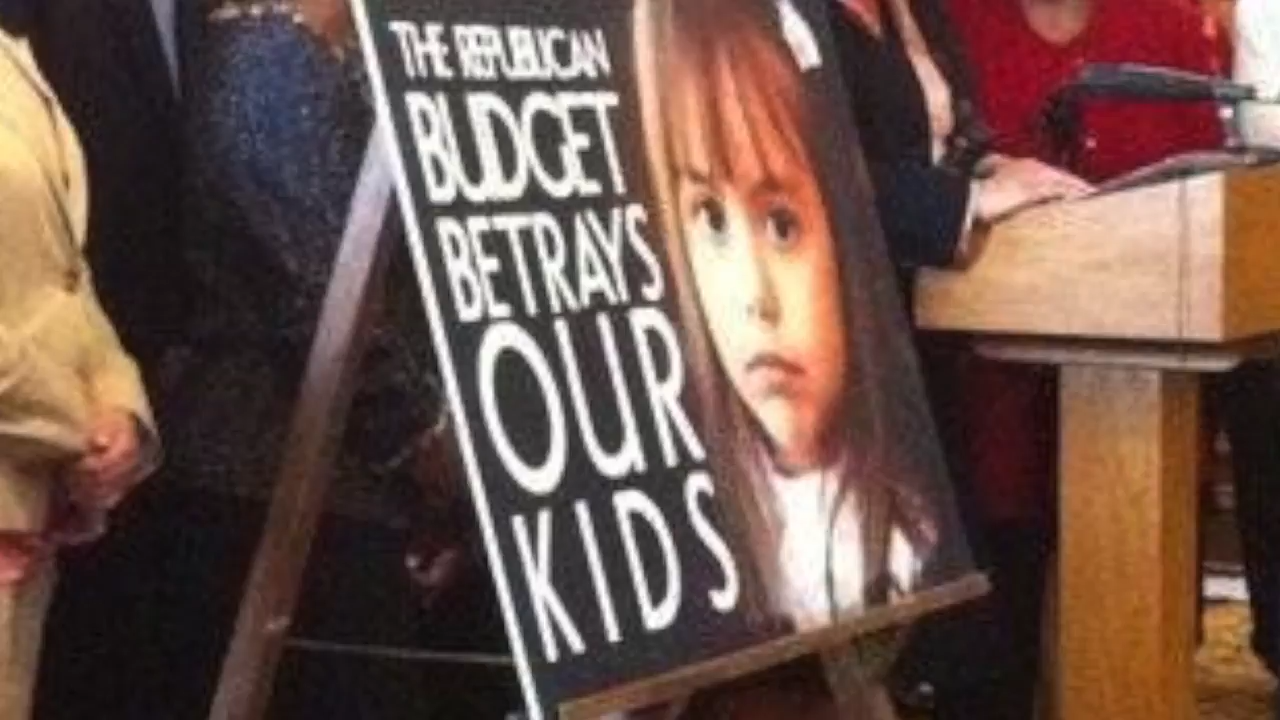 THE REPUBLICAN
BUDGET
BETRAYS
OUR
KIDS